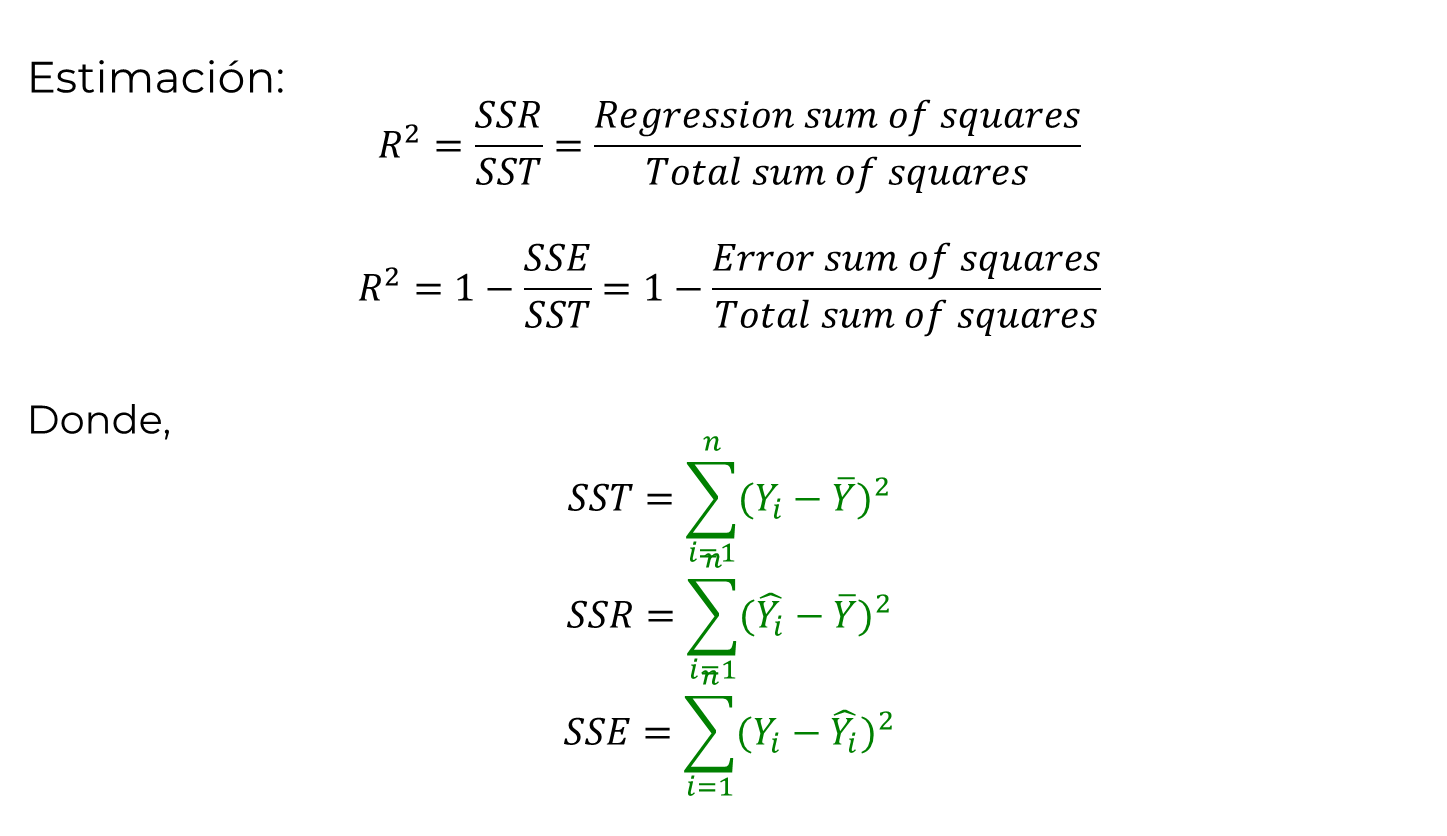 Estimación:
R² = SSR/SST = Regression sum of squares/Total sum of squares
R² = 1 − SSE/SST = 1 − Error sum of squares/Total sum of squares
Donde,
SST = ∑_{i=1}^{n} (Y_i − Ȳ)²
SSR = ∑_{i=1}^{n} (Ŷ_i − Ȳ)²
SSE = ∑_{i=1}^{n} (Y_i − Ŷ_i)²